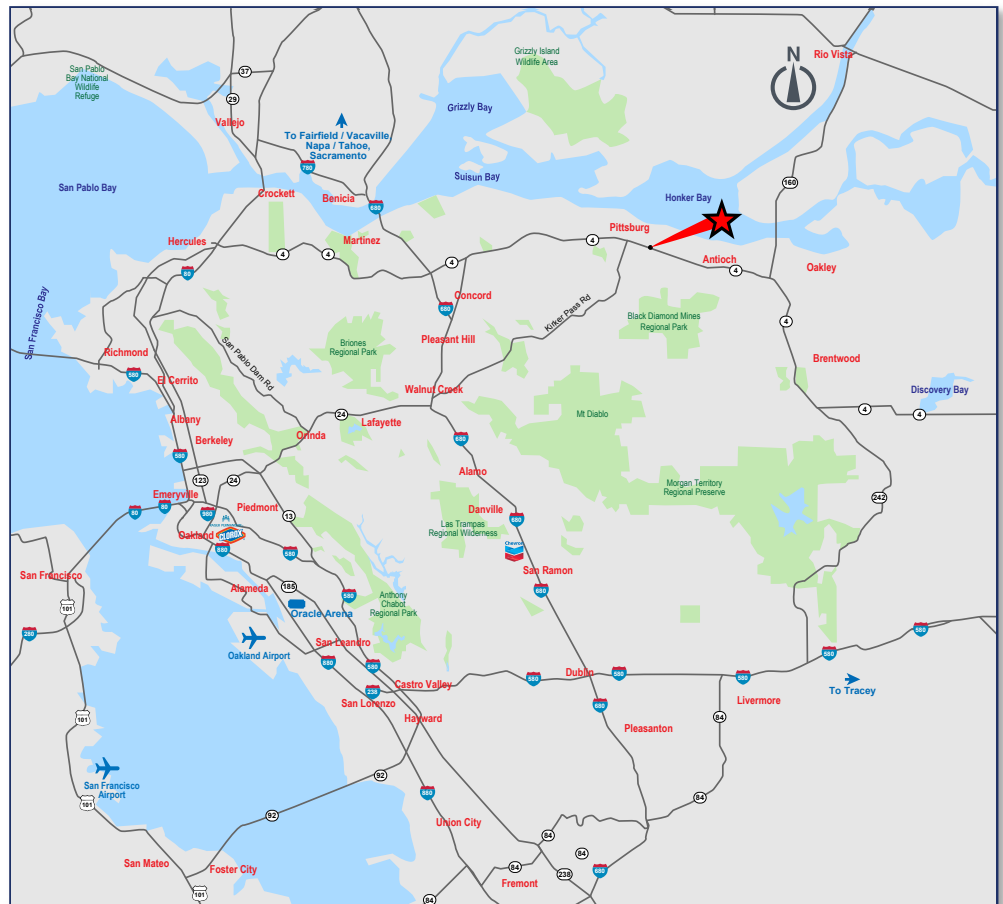 N
Rio Vista
Grizzly Island
Wildlife Area
San Pablo
Bay National
Wildlife
Refuge
37
29
Vallejo
Grizzly Bay
To Fairfield / Vacaville
Napa / Tahoe,
Sacramento
780
Suisun Bay
160
San Pablo Bay
Crockett
Benicia
680
Honker Bay
Pittsburg
Hercules
Martinez
4
4
4
4
Antioch
4
Oakley
80
Concord
680
San Francisco Bay
Kirker Pass Rd
Black Diamond Mines
Regional Park
4
Pleasant Hill
Briones
Regional Park
San Pablo Dam Rd
Richmond
580
El Cerrito
Brentwood
Walnut Creek
Discovery Bay
Mt Diablo
4
4
24
Lafayette
Albany
Berkeley
Orinda
680
580
Alamo
123
24
Morgan Territory
Regional Preserve
Emeryville
242
80
80
980
Piedmont
13
Danville
680
Las Trampas
Regional Wilderness
Oakland
880
580
Chevron
San Francisco
San Ramon
680
185
Alameda
580
Anthony
Chabot
Regional Park
101
Oracle Arena
280
San Leandro
580
Oakland Airport
880
580
580
Dublin
580
580
Castro Valley
238
To Tracey
San Lorenzo
Livermore
680
Hayward
101
84
Pleasanton
92
San Francisco
Airport
880
84
101
92
Union City
84
84
San Mateo
Foster City
84
238
680
Fremont
101
84